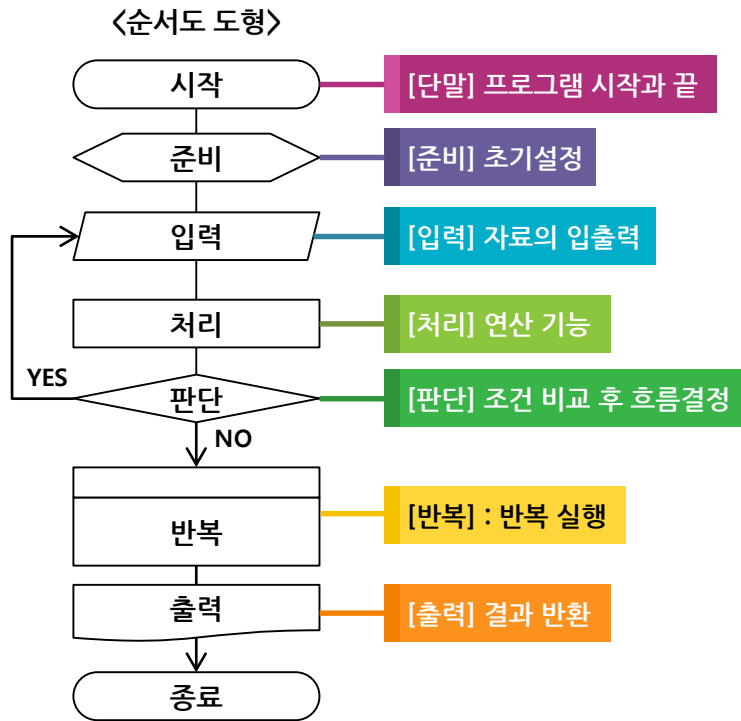 <순서도 도형>
시작
[단말] 프로그램 시작과 끝
준비
[준비] 초기설정
입력
[입력] 자료의 입출력
처리
[처리] 연산 기능
YES
판단
[판단] 조건 비교 후 흐름결정
NO
반복
[반복] : 반복 실행
출력
[출력] 결과 반환
종료